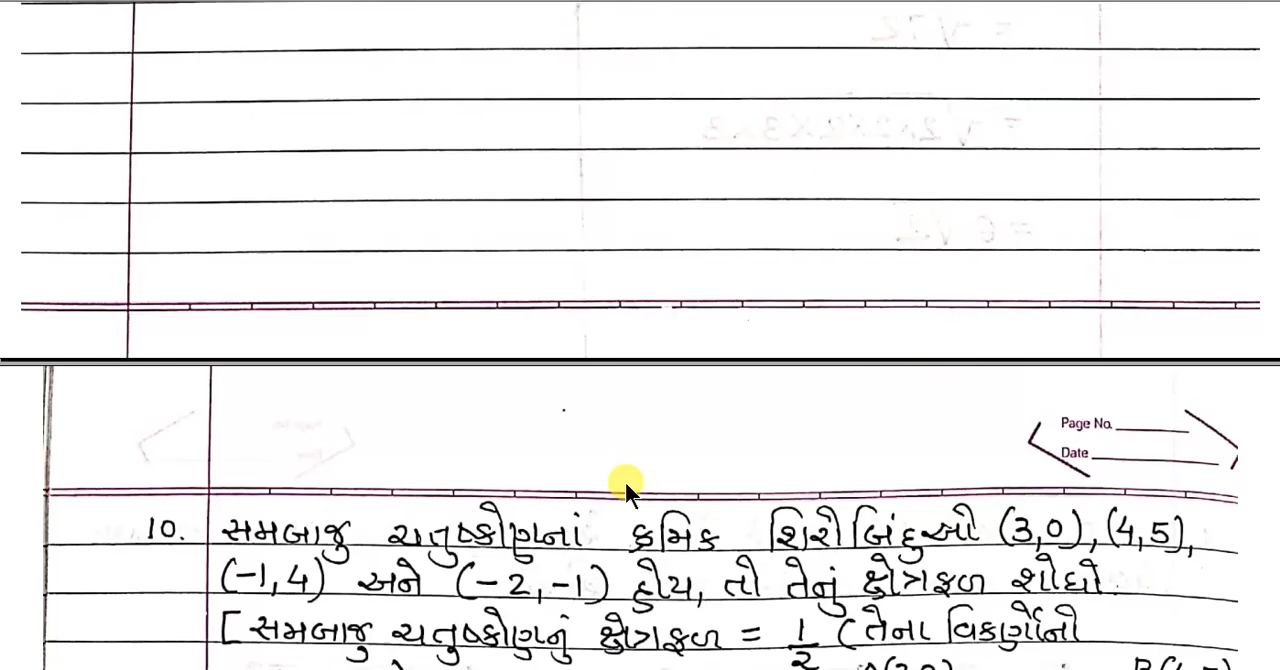 Page No.
Date
10. સમબાજુ ચતુષ્કોણનાં ક્રમિક શિરોબિંદુઓ (3,0), (4,5),
(-1,4) અને (-2,-1) હોય, તો તેનું ક્ષેત્રફળ શોધો.
[સમબાજુ ચતુષ્કોણનું ક્ષેત્રફળ = 1/2 (તેના વિકર્ણોનો